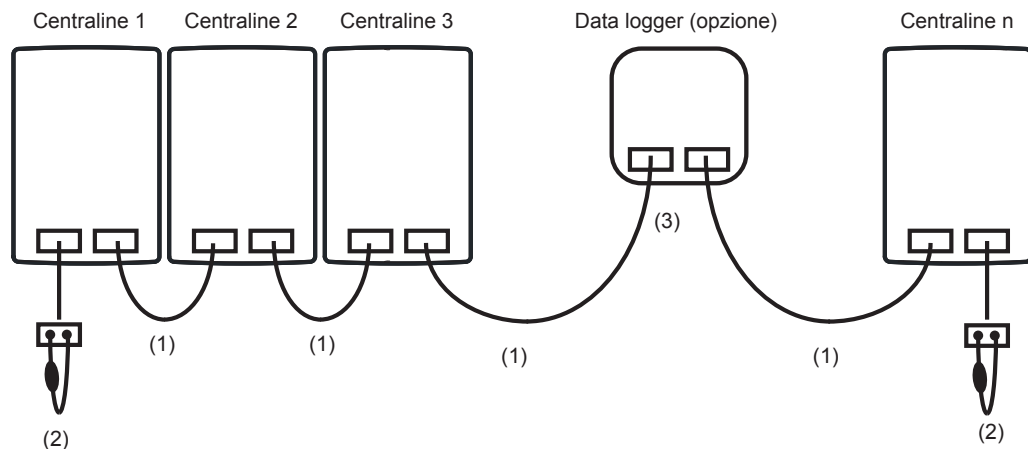 Centraline 1
Centraline 2
Centraline 3
Data logger (opzione)
Centraline n
(3)
(1)
(1)
(1)
(1)
(2)
(2)